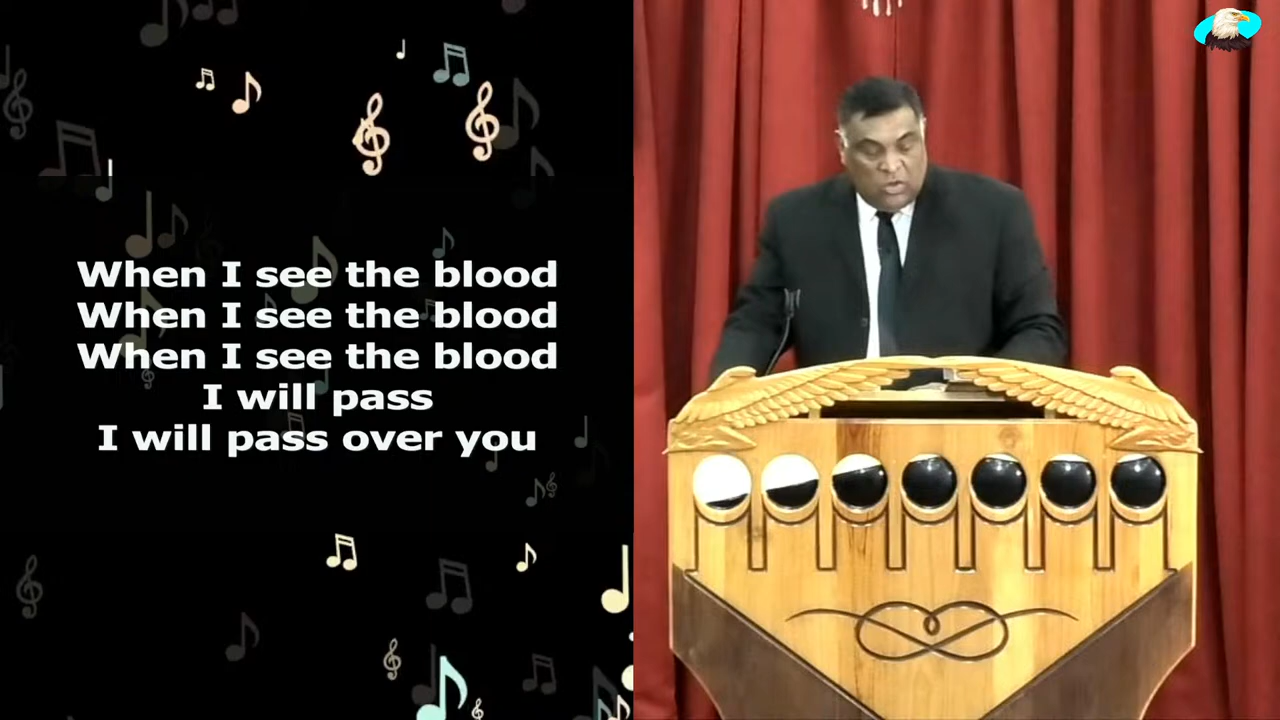 When I see the blood
When I see the blood
When I see the blood
I will pass
I will pass over you